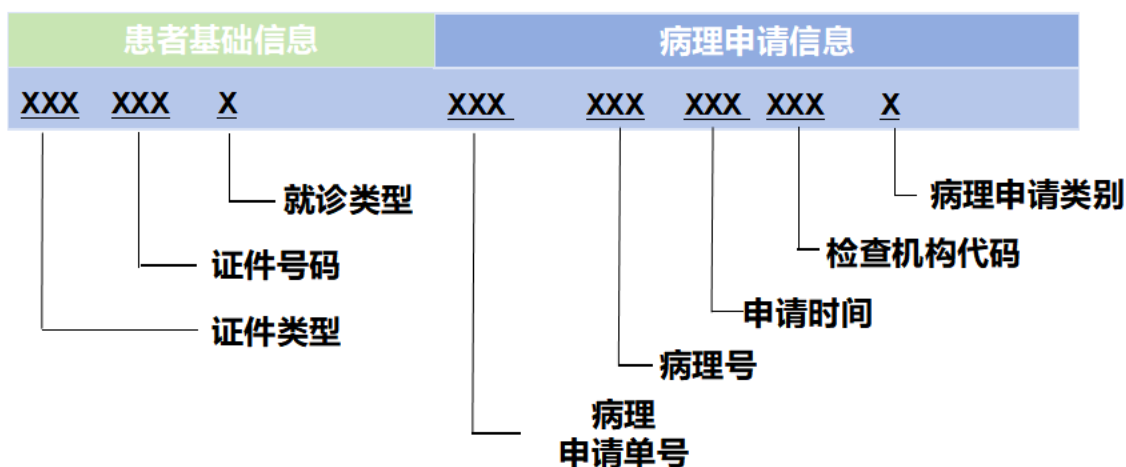 患者基础信息 病理申请信息
XXX XXX X XXX XXX XXX XXX X
就诊类型 病理申请类别
证件号码 检查机构代码
证件类型 申请时间
病理号
病理
申请单号